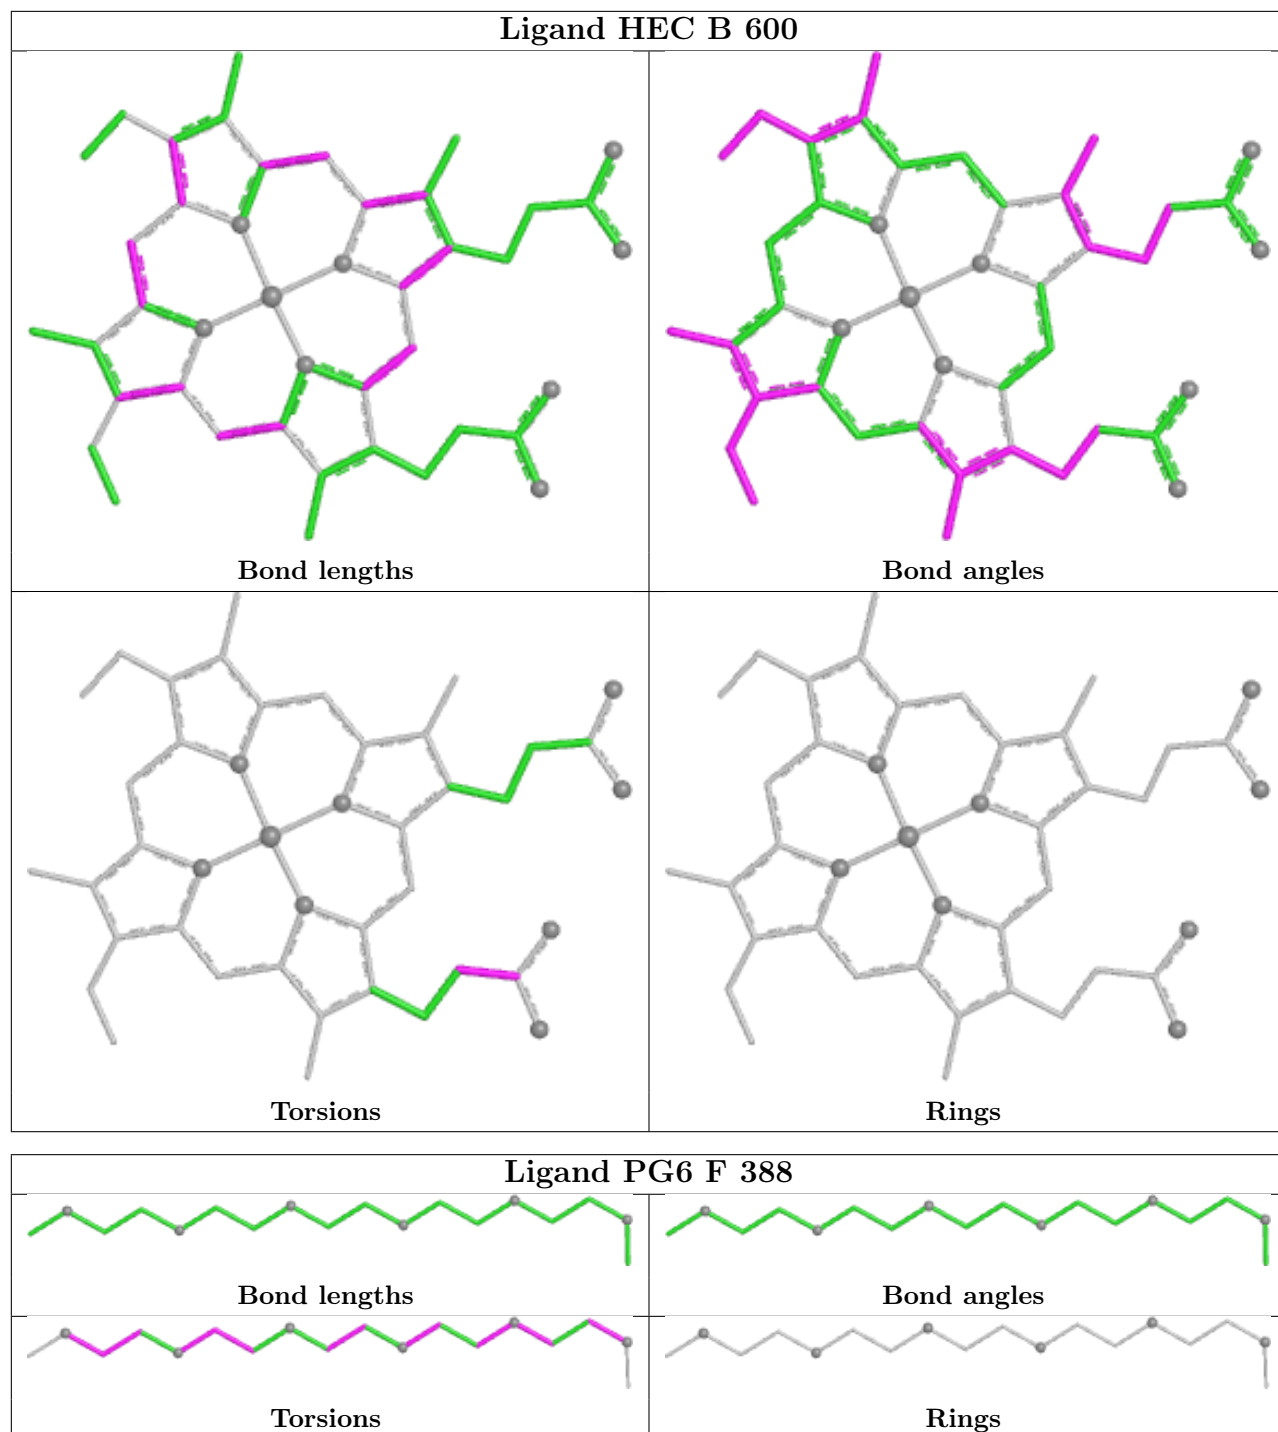 Ligand HEC B 600
Bond lengths
Bond angles
Torsions
Rings
Ligand PG6 F 388
Bond lengths
Bond angles
Torsions
Rings